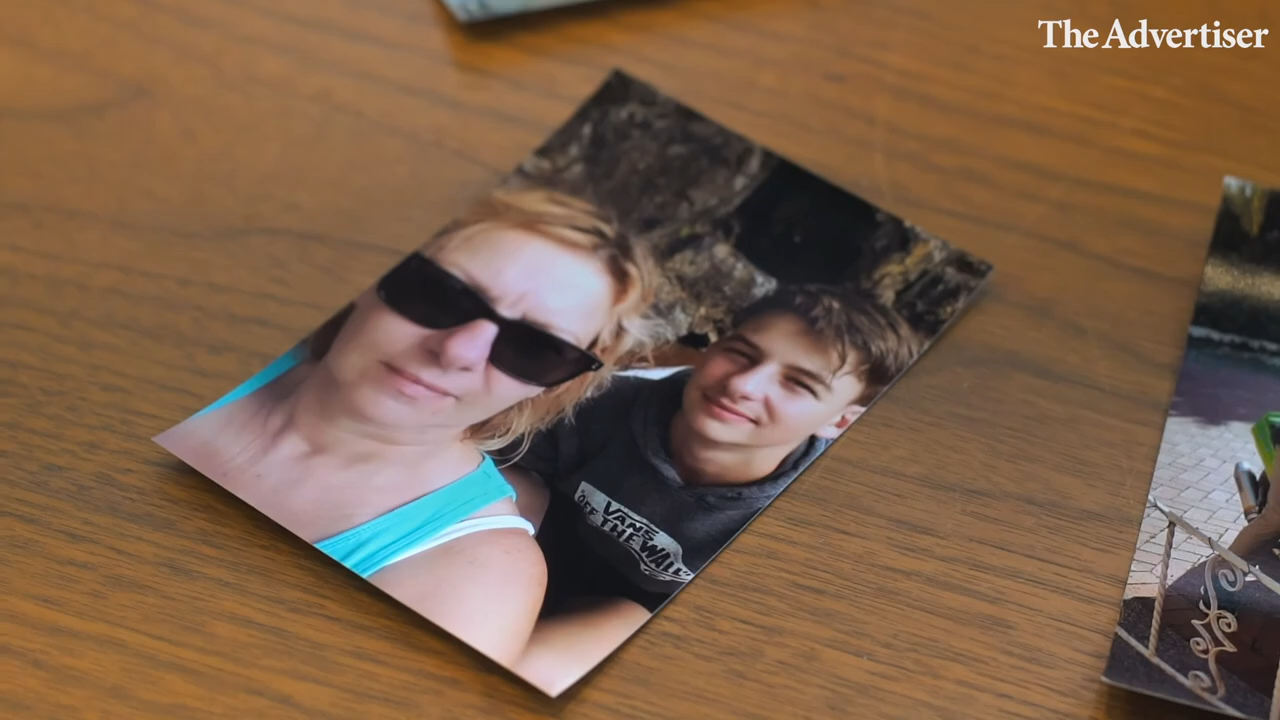 The Advertiser
VANS
"OFF THE WALL"